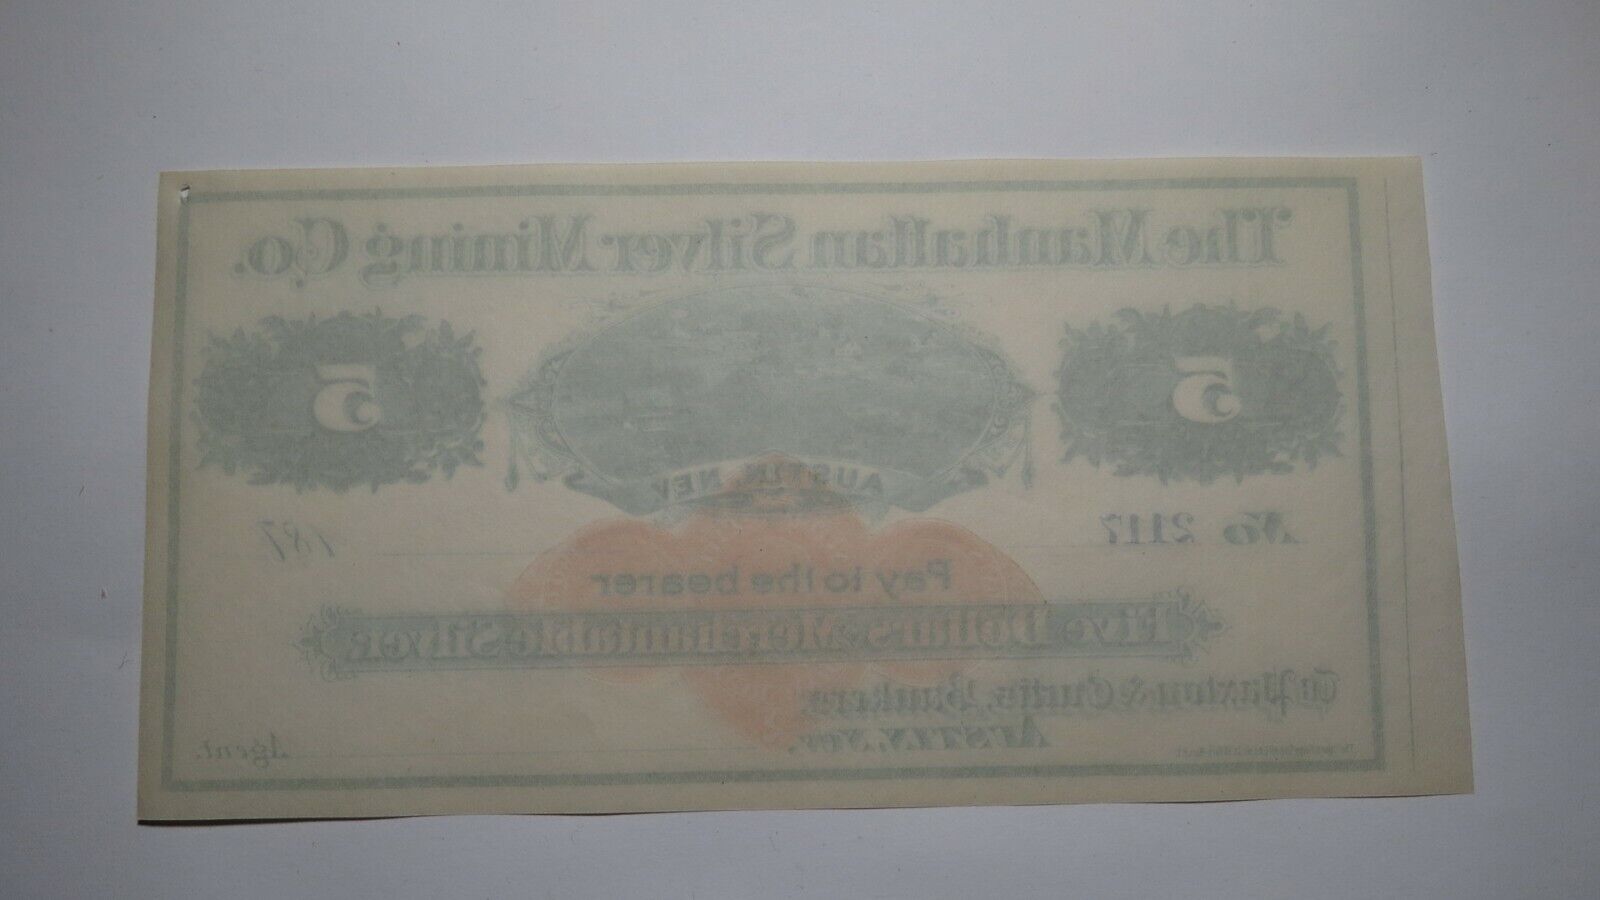 The Manhattan Silver Mining Co.
5 5
AUSTIN, NEV
No 2117 187
Pay to the bearer
Five Dollars, Merchantable Silver.
To Paxton & Curtis, Bankers,
AUSTIN, Nev.
Agent.